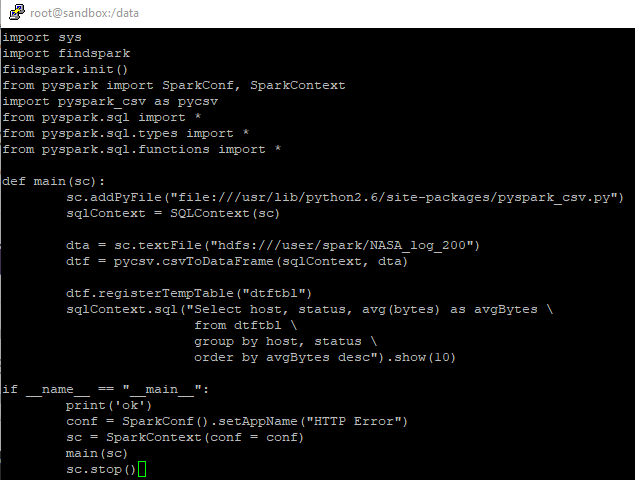 root@sandbox:/data
import sys
import findspark
findspark.init()
from pyspark import SparkConf, SparkContext
import pyspark_csv as pycsv
from pyspark.sql import *
from pyspark.sql.types import *
from pyspark.sql.functions import *
def main(sc):
        sc.addPyFile("file:///usr/lib/python2.6/site-packages/pyspark_csv.py")
        sqlContext = SQLContext(sc)
        dta = sc.textFile("hdfs:///user/spark/NASA_log_200")
        dtf = pycsv.csvToDataFrame(sqlContext, dta)
        dtf.registerTempTable("dtftbl")
        sqlContext.sql("Select host, status, avg(bytes) as avgBytes \
                        from dtftbl \
                        group by host, status \
                        order by avgBytes desc").show(10)
if __name__ == "__main__":
        print('ok')
        conf = SparkConf().setAppName("HTTP Error")
        sc = SparkContext(conf = conf)
        main(sc)
        sc.stop()